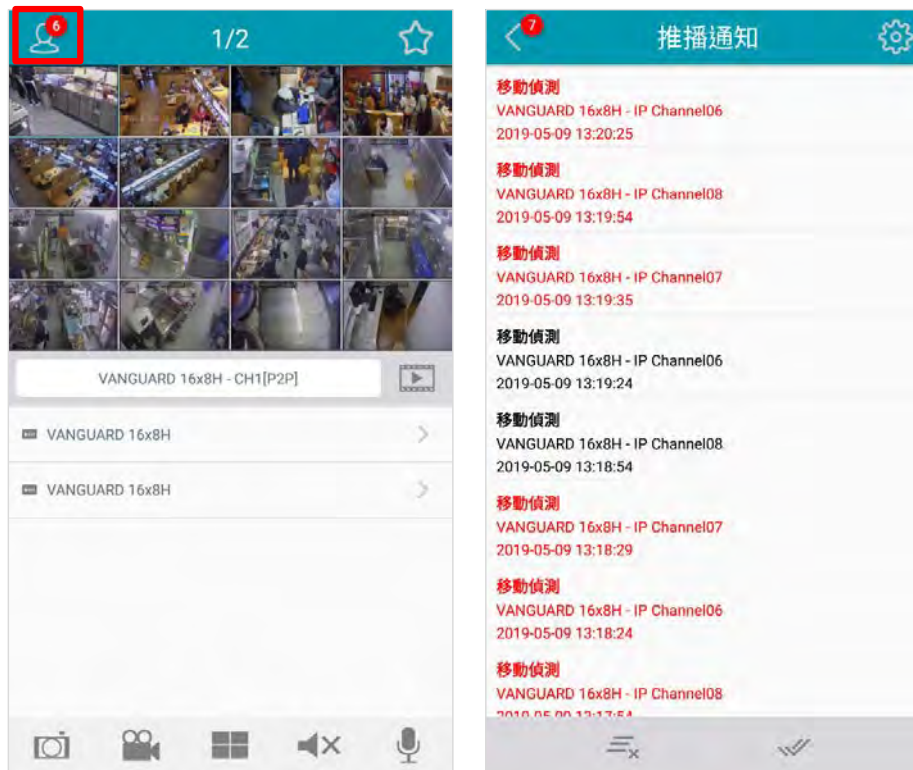 6
1/2
VANGUARD 16x8H - CH1[P2P]
VANGUARD 16x8H
VANGUARD 16x8H
7
推播通知
移動偵測
VANGUARD 16x8H - IP Channel06
2019-05-09 13:20:25
移動偵測
VANGUARD 16x8H - IP Channel08
2019-05-09 13:19:54
移動偵測
VANGUARD 16x8H - IP Channel07
2019-05-09 13:19:35
移動偵測
VANGUARD 16x8H - IP Channel06
2019-05-09 13:19:24
移動偵測
VANGUARD 16x8H - IP Channel08
2019-05-09 13:18:54
移動偵測
VANGUARD 16x8H - IP Channel07
2019-05-09 13:18:29
移動偵測
VANGUARD 16x8H - IP Channel06
2019-05-09 13:18:24
移動偵測
VANGUARD 16x8H - IP Channel08
2019-05-09 13:17:54